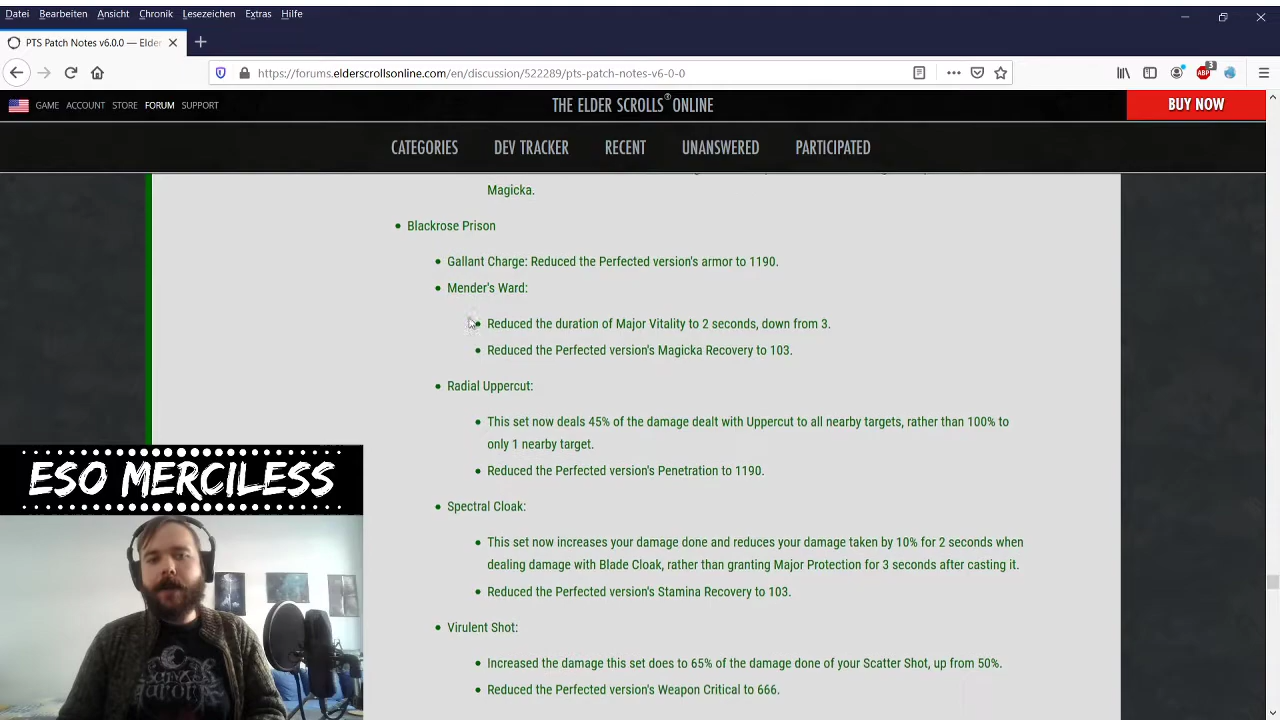 Datei Bearbeiten Ansicht Chronik Lesezeichen Extras Hilfe
PTS Patch Notes v6.0.0 — Elder
https://forums.elderscrollsonline.com/en/discussion/522289/pts-patch-notes-v6-0-0
ABP 3
GAME ACCOUNT STORE FORUM SUPPORT
THE ELDER SCROLLS ONLINE
BUY NOW
CATEGORIES DEV TRACKER RECENT UNANSWERED PARTICIPATED
Magicka.
Blackrose Prison
Gallant Charge: Reduced the Perfected version's armor to 1190.
Mender's Ward:
Reduced the duration of Major Vitality to 2 seconds, down from 3.
Reduced the Perfected version's Magicka Recovery to 103.
Radial Uppercut:
This set now deals 45% of the damage dealt with Uppercut to all nearby targets, rather than 100% to
only 1 nearby target.
Reduced the Perfected version's Penetration to 1190.
Spectral Cloak:
This set now increases your damage done and reduces your damage taken by 10% for 2 seconds when
dealing damage with Blade Cloak, rather than granting Major Protection for 3 seconds after casting it.
Reduced the Perfected version's Stamina Recovery to 103.
Virulent Shot:
Increased the damage this set does to 65% of the damage done of your Scatter Shot, up from 50%.
Reduced the Perfected version's Weapon Critical to 666.
ESO MERCILESS